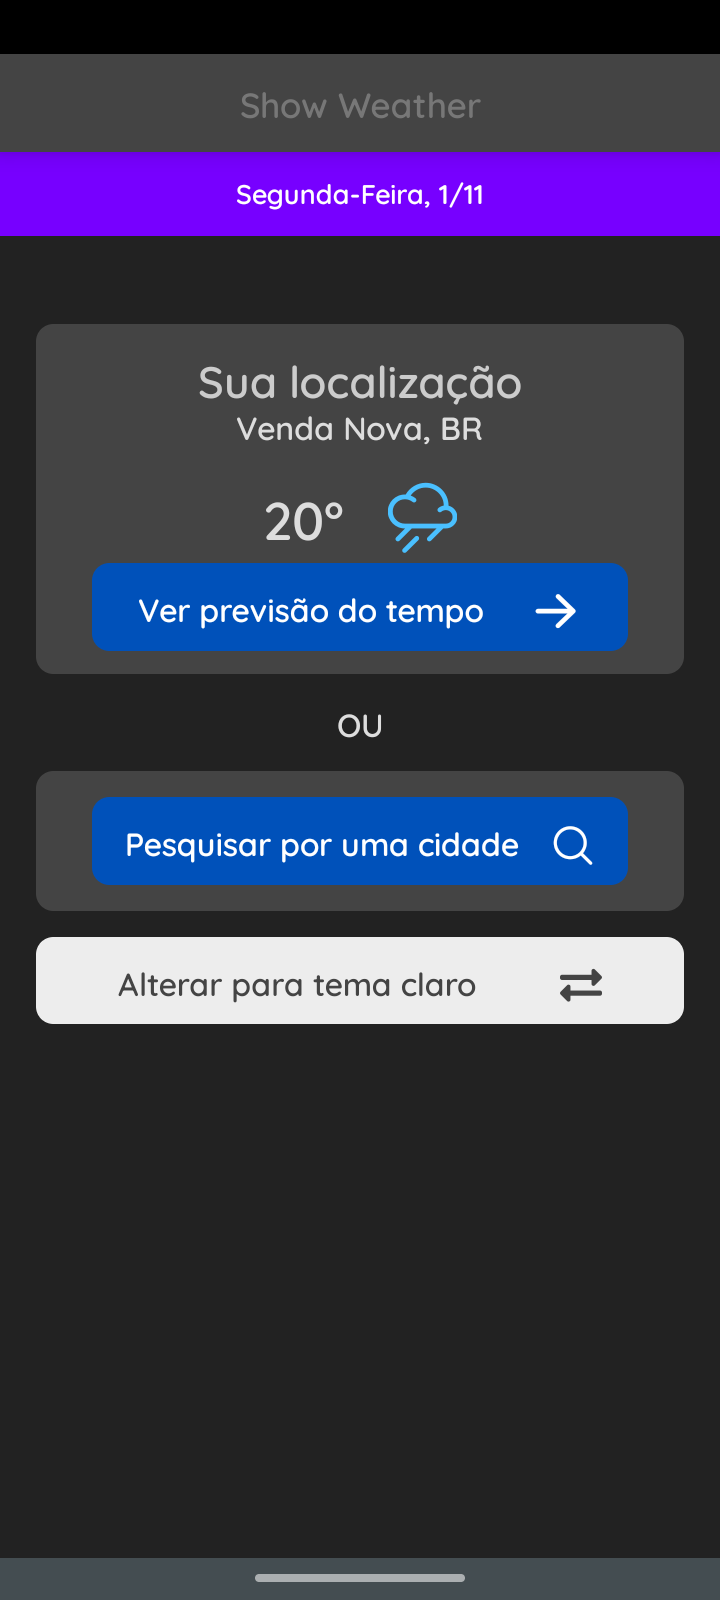 Show Weather
Segunda-Feira, 1/11
Sua localização
Venda Nova, BR
20°
Ver previsão do tempo
OU
Pesquisar por uma cidade
Alterar para tema claro